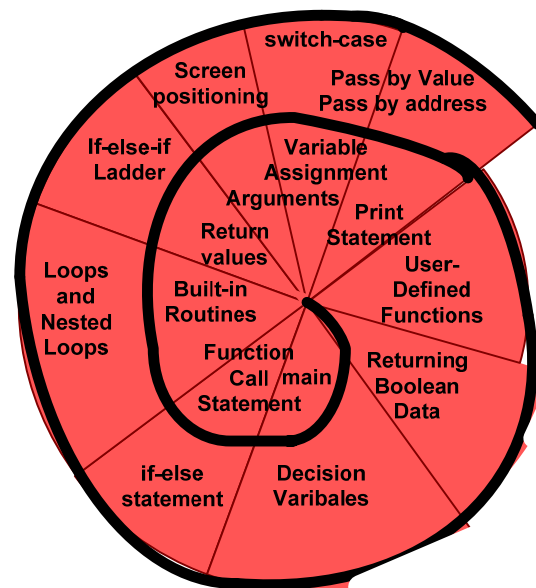 switch-case
Screen
positioning
Pass by Value
Pass by address
If-else-if
Ladder
Variable
Assignment
Arguments
Print
Statement
Return
values
User-
Defined
Functions
Loops
and
Nested
Loops
Built-in
Routines
Function
Call
Statement
main
Returning
Boolean
Data
if-else
statement
Decision
Varibales